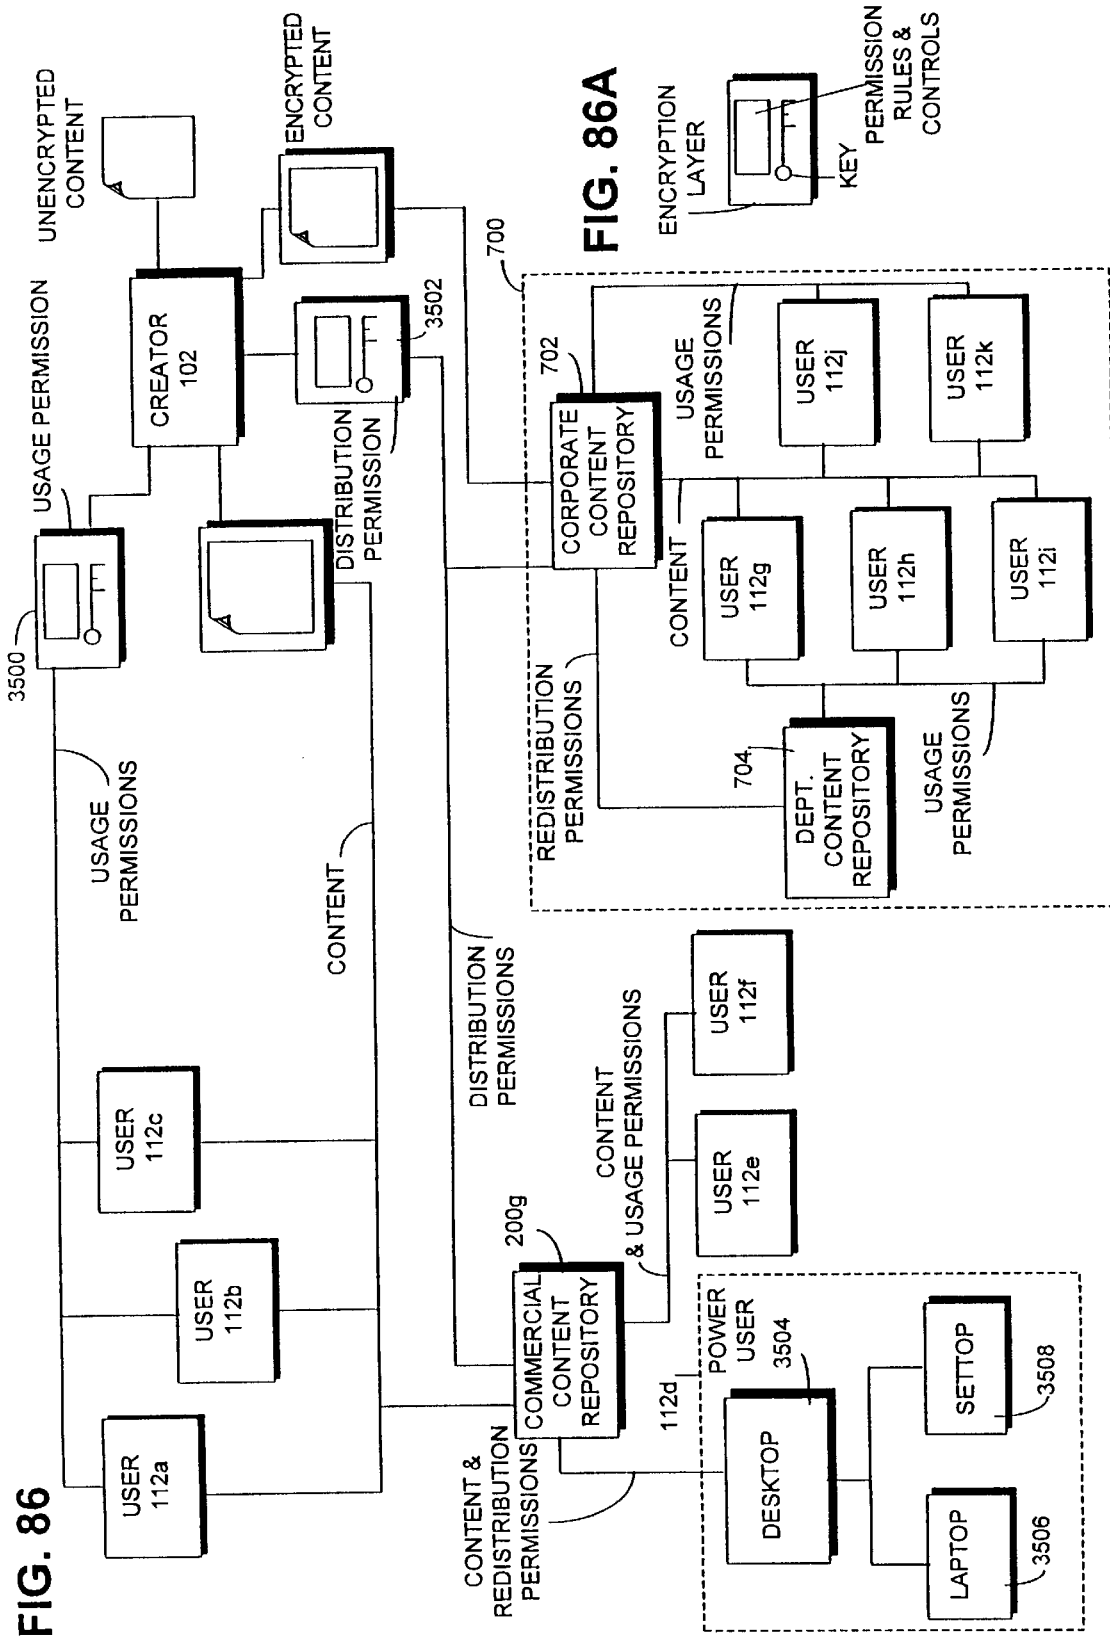 FIG. 86
USER
112a
USER
112b
USER
112c
USAGE
PERMISSIONS
3500
USAGE PERMISSION
CREATOR
102
UNENCRYPTED
CONTENT
CONTENT
DISTRIBUTION
PERMISSION
3502
ENCRYPTED
CONTENT
DISTRIBUTION
PERMISSIONS
CONTENT &
REDISTRIBUTION
PERMISSIONS
COMMERCIAL
CONTENT
REPOSITORY
200g
CONTENT
& USAGE PERMISSIONS
USER
112e
USER
112f
112d
POWER
USER
3504
DESKTOP
LAPTOP
3506
SETTOP
3508
700
REDISTRIBUTION
PERMISSIONS
CORPORATE
CONTENT
REPOSITORY
702
704
DEPT.
CONTENT
REPOSITORY
CONTENT
USAGE
PERMISSIONS
USER
112g
USER
112h
USER
112i
USER
112j
USER
112k
USAGE
PERMISSIONS
FIG. 86A
ENCRYPTION
LAYER
KEY
PERMISSION
RULES &
CONTROLS